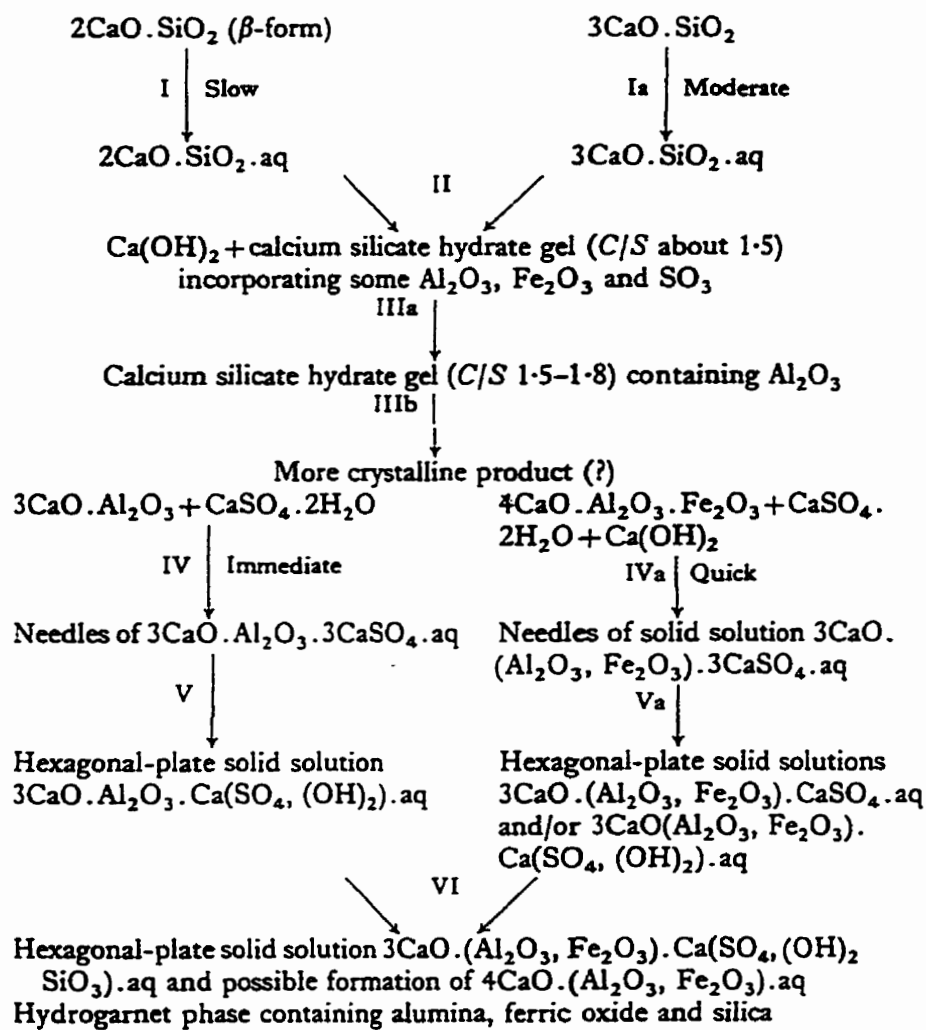 2CaO.SiO₂ (β-form) 3CaO.SiO₂
I Slow Ia Moderate
2CaO.SiO₂.aq 3CaO.SiO₂.aq
II
Ca(OH)₂+calcium silicate hydrate gel (C/S about 1·5)
incorporating some Al₂O₃, Fe₂O₃ and SO₃
IIIa
Calcium silicate hydrate gel (C/S 1·5–1·8) containing Al₂O₃
IIIb
More crystalline product (?)
3CaO.Al₂O₃+CaSO₄.2H₂O
IV Immediate
Needles of 3CaO.Al₂O₃.3CaSO₄.aq
V
Hexagonal-plate solid solution
3CaO.Al₂O₃.Ca(SO₄, (OH)₂).aq
4CaO.Al₂O₃.Fe₂O₃+CaSO₄.
2H₂O+Ca(OH)₂
IVa Quick
Needles of solid solution 3CaO.
(Al₂O₃, Fe₂O₃).3CaSO₄.aq
Va
Hexagonal-plate solid solutions
3CaO.(Al₂O₃, Fe₂O₃).CaSO₄.aq
and/or 3CaO(Al₂O₃, Fe₂O₃).
Ca(SO₄, (OH)₂).aq
VI
Hexagonal-plate solid solution 3CaO.(Al₂O₃, Fe₂O₃).Ca(SO₄,(OH)₂
SiO₃).aq and possible formation of 4CaO.(Al₂O₃, Fe₂O₃).aq
Hydrogarnet phase containing alumina, ferric oxide and silica